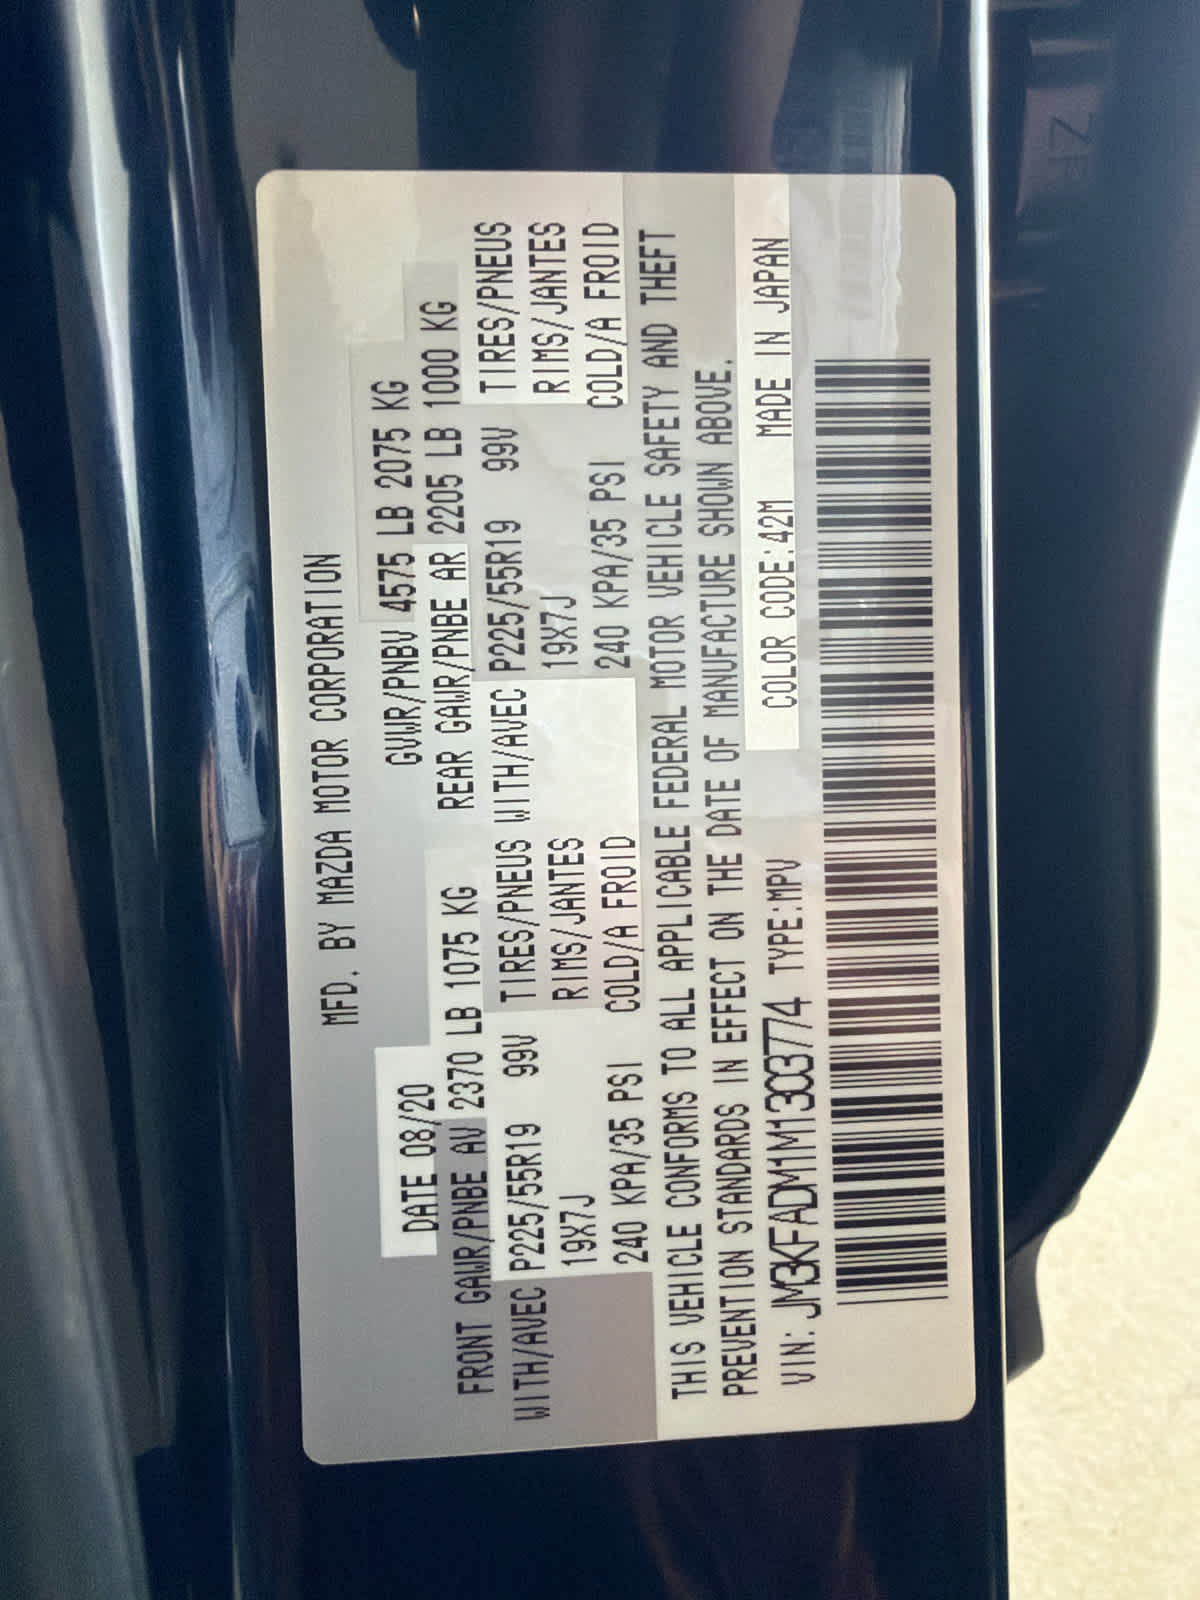 MFD. BY MAZDA MOTOR CORPORATION
DATE 08/20 GVWR/PNBV 4575 LB 2075 KG
FRONT GAWR/PNBE AV 2370 LB 1075 KG REAR GAWR/PNBE AR 2205 LB 1000 KG
WITH/AVEC P225/55R19 99V TIRES/PNEUS WITH/AVEC P225/55R19 99V TIRES/PNEUS
19X7J RIMS/JANTES 19X7J RIMS/JANTES
240 KPA/35 PSI COLD/A FROID 240 KPA/35 PSI COLD/A FROID
THIS VEHICLE CONFORMS TO ALL APPLICABLE FEDERAL MOTOR VEHICLE SAFETY AND THEFT
PREVENTION STANDARDS IN EFFECT ON THE DATE OF MANUFACTURE SHOWN ABOVE.
VIN: JM3KFADM1M1303774 TYPE:MPV COLOR CODE:42M MADE IN JAPAN